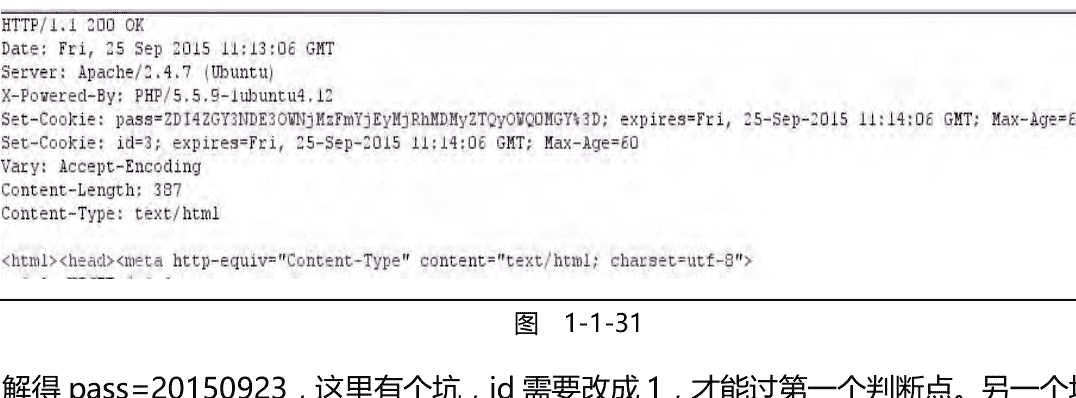 HTTP/1.1 200 OK
Date: Fri, 25 Sep 2015 11:13:06 GMT
Server: Apache/2.4.7 (Ubuntu)
X-Powered-By: PHP/5.5.9-1ubuntu4.12
Set-Cookie: pass=ZDI4ZGY3NDE3OWNjMzFmYjEyMjRhMDMyZTQyOWQ0MGY%3D; expires=Fri, 25-Sep-2015 11:14:06 GMT; Max-Age=6
Set-Cookie: id=3; expires=Fri, 25-Sep-2015 11:14:06 GMT; Max-Age=60
Vary: Accept-Encoding
Content-Length: 387
Content-Type: text/html
<html><head><meta http-equiv="Content-Type" content="text/html; charset=utf-8">
图 1-1-31
解得 pass=20150923，这里有个坑，id 需要改成 1，才能过第一个判断点。另一个